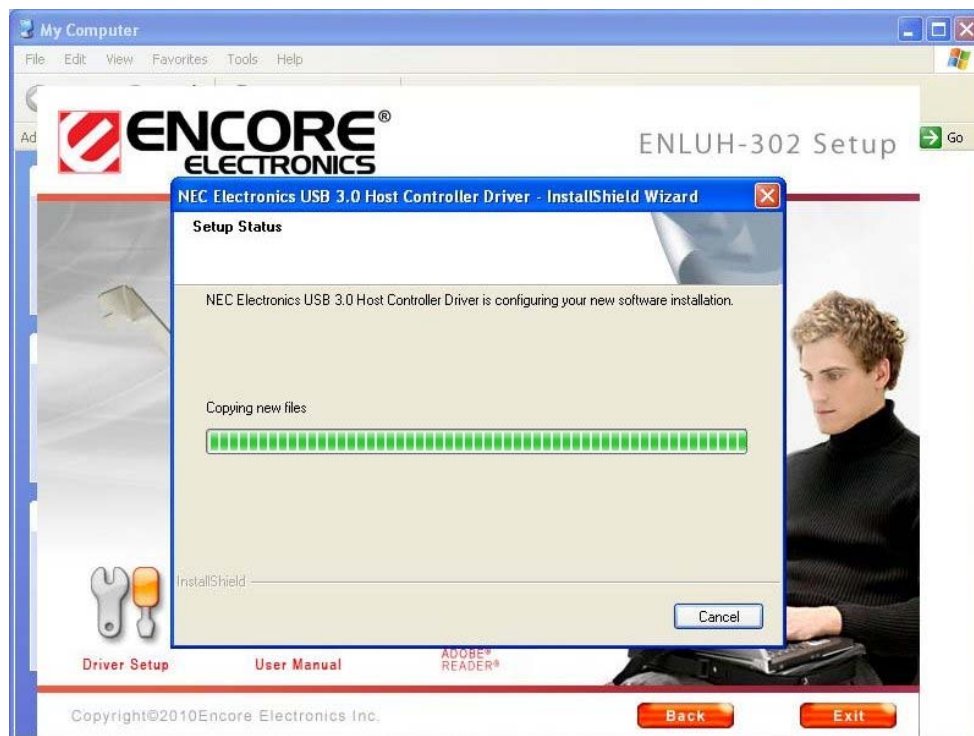 My Computer
File Edit View Favorites Tools Help
Ad
Go
ENCORE®
ELECTRONICS
ENLUH-302 Setup
NEC Electronics USB 3.0 Host Controller Driver - InstallShield Wizard
Setup Status
NEC Electronics USB 3.0 Host Controller Driver is configuring your new software installation.
Copying new files
InstallShield
Cancel
Driver Setup
User Manual
ADOBE®
READER®
Copyright©2010Encore Electronics Inc.
Back
Exit